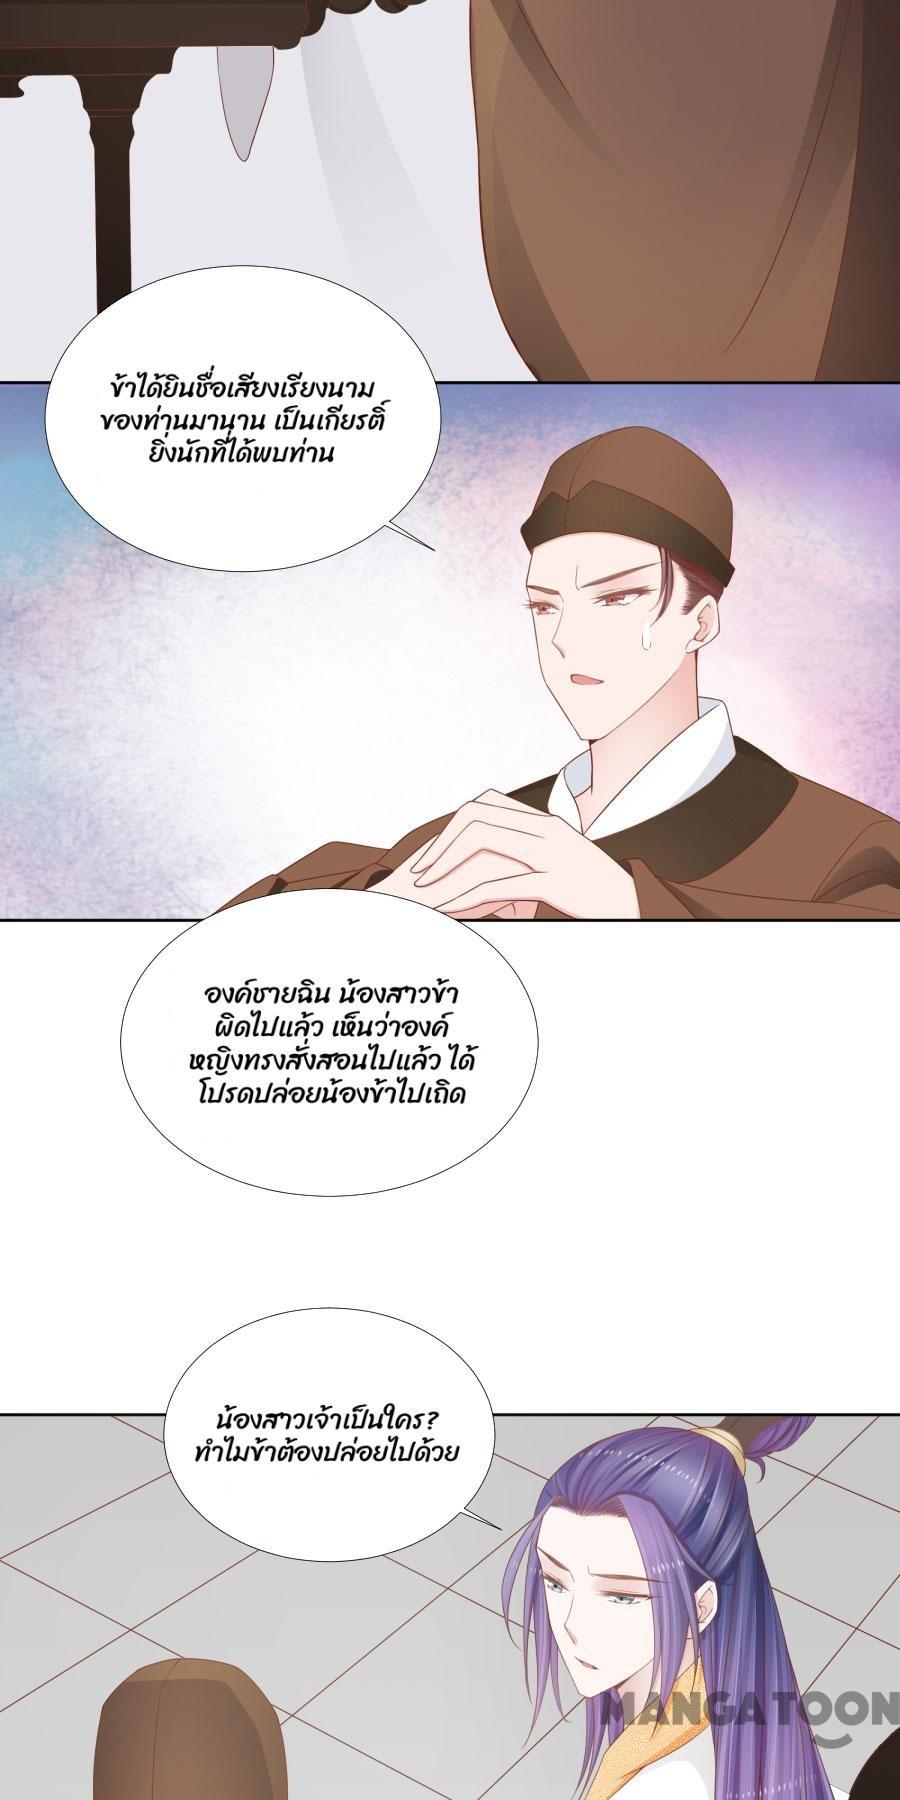 ข้าได้ยินชื่อเสียงเรียงนาม
ของท่านมานาน เป็นเกียรติ์
ยิ่งนักที่ได้พบท่าน
องค์ชายฉิน น้องสาวข้า
ผิดไปแล้ว เห็นว่าองค์
หญิงทรงสั่งสอนไปแล้ว ได้
โปรดปล่อยน้องข้าไปเถิด
น้องสาวเจ้าเป็นใคร?
ทำไมข้าต้องปล่อยไปด้วย
MANGATOON